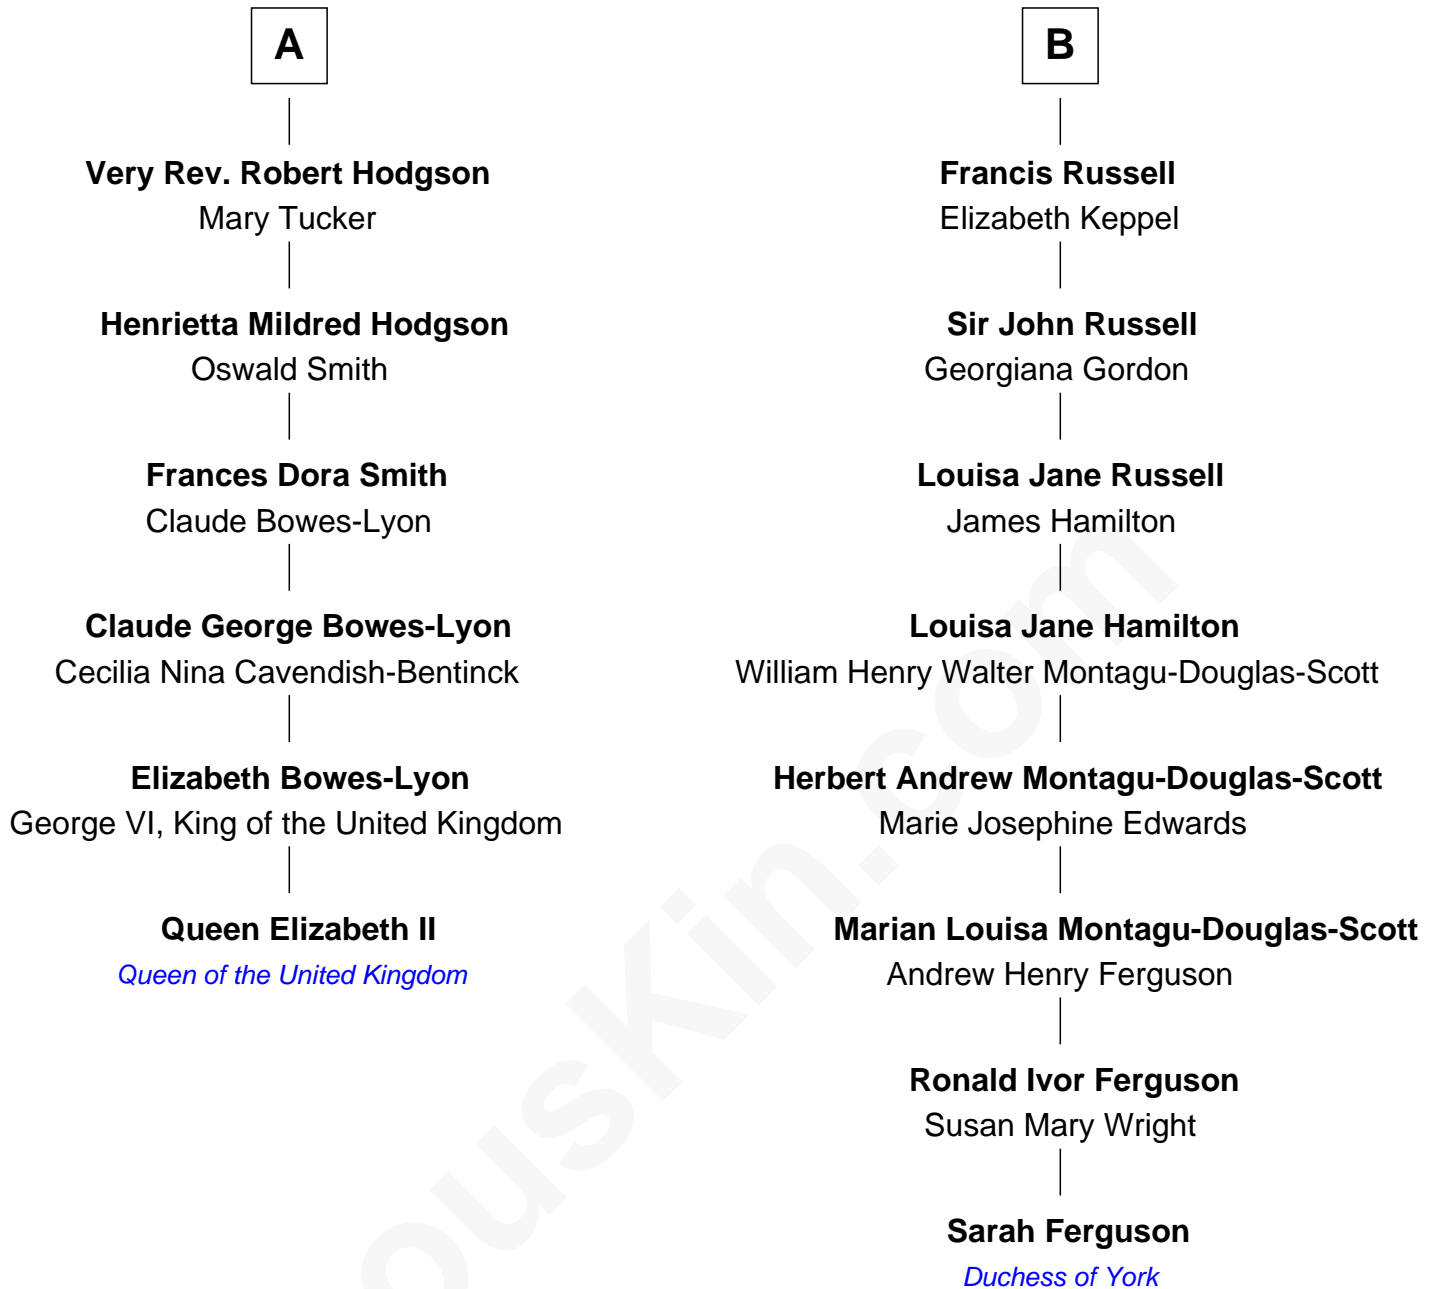 A
Very Rev. Robert Hodgson
Mary Tucker
Henrietta Mildred Hodgson
Oswald Smith
Frances Dora Smith
Claude Bowes-Lyon
Claude George Bowes-Lyon
Cecilia Nina Cavendish-Bentinck
Elizabeth Bowes-Lyon
George VI, King of the United Kingdom
Queen Elizabeth II
Queen of the United Kingdom
B
Francis Russell
Elizabeth Keppel
Sir John Russell
Georgiana Gordon
Louisa Jane Russell
James Hamilton
Louisa Jane Hamilton
William Henry Walter Montagu-Douglas-Scott
Herbert Andrew Montagu-Douglas-Scott
Marie Josephine Edwards
Marian Louisa Montagu-Douglas-Scott
Andrew Henry Ferguson
Ronald Ivor Ferguson
Susan Mary Wright
Sarah Ferguson
Duchess of York
ousKin.com